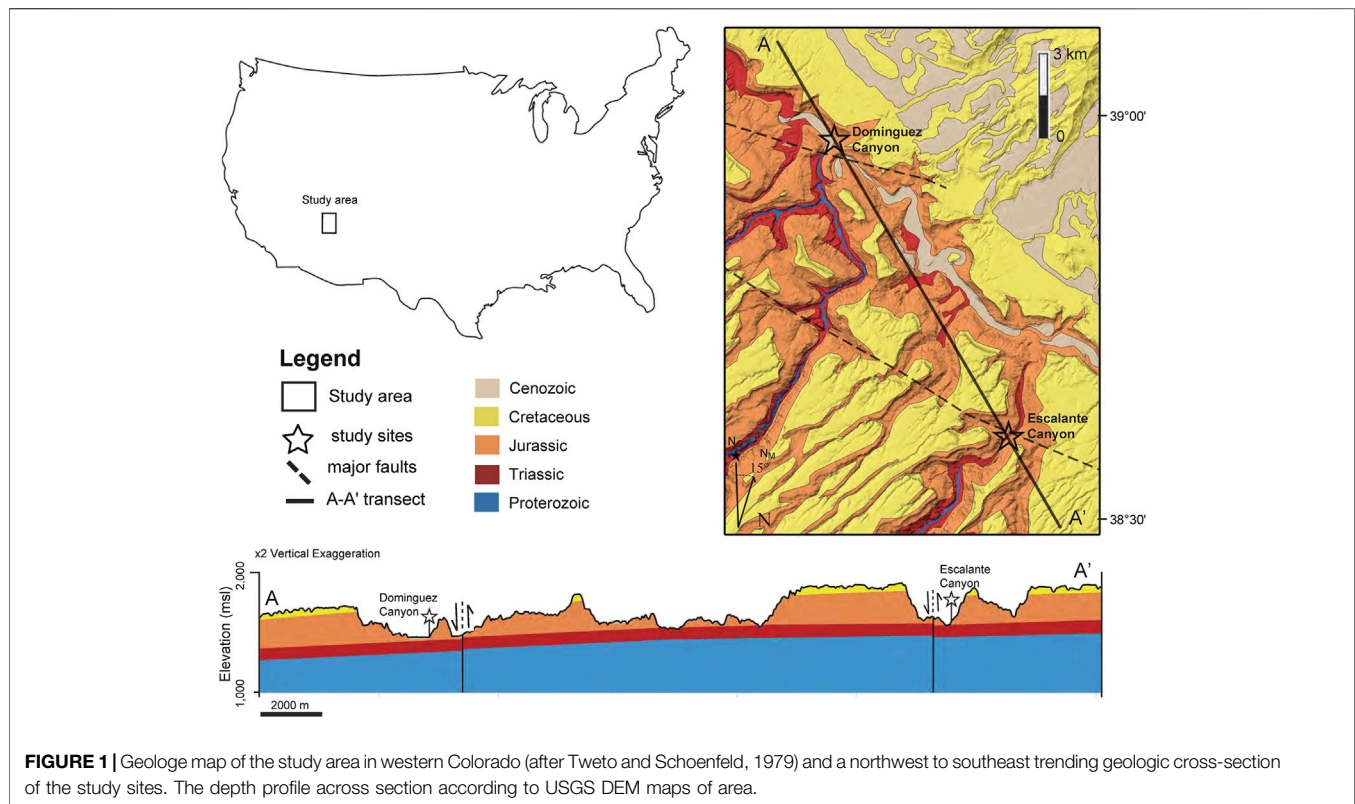 Study area
Legend
Study area
study sites
major faults
A-A' transect
Cenozoic
Cretaceous
Jurassic
Triassic
Proterozoic
A
3 km
0
Dominguez
Canyon
39°00'
Escalante
Canyon
N
NM
15°
N
A'
38°30'
x2 Vertical Exaggeration
Elevation (msl)
2,000
1,000
A
Dominguez
Canyon
Escalante
Canyon
A'
2000 m
FIGURE 1 | Geologe map of the study area in western Colorado (after Tweto and Schoenfeld, 1979) and a northwest to southeast trending geologic cross-section
of the study sites. The depth profile across section according to USGS DEM maps of area.